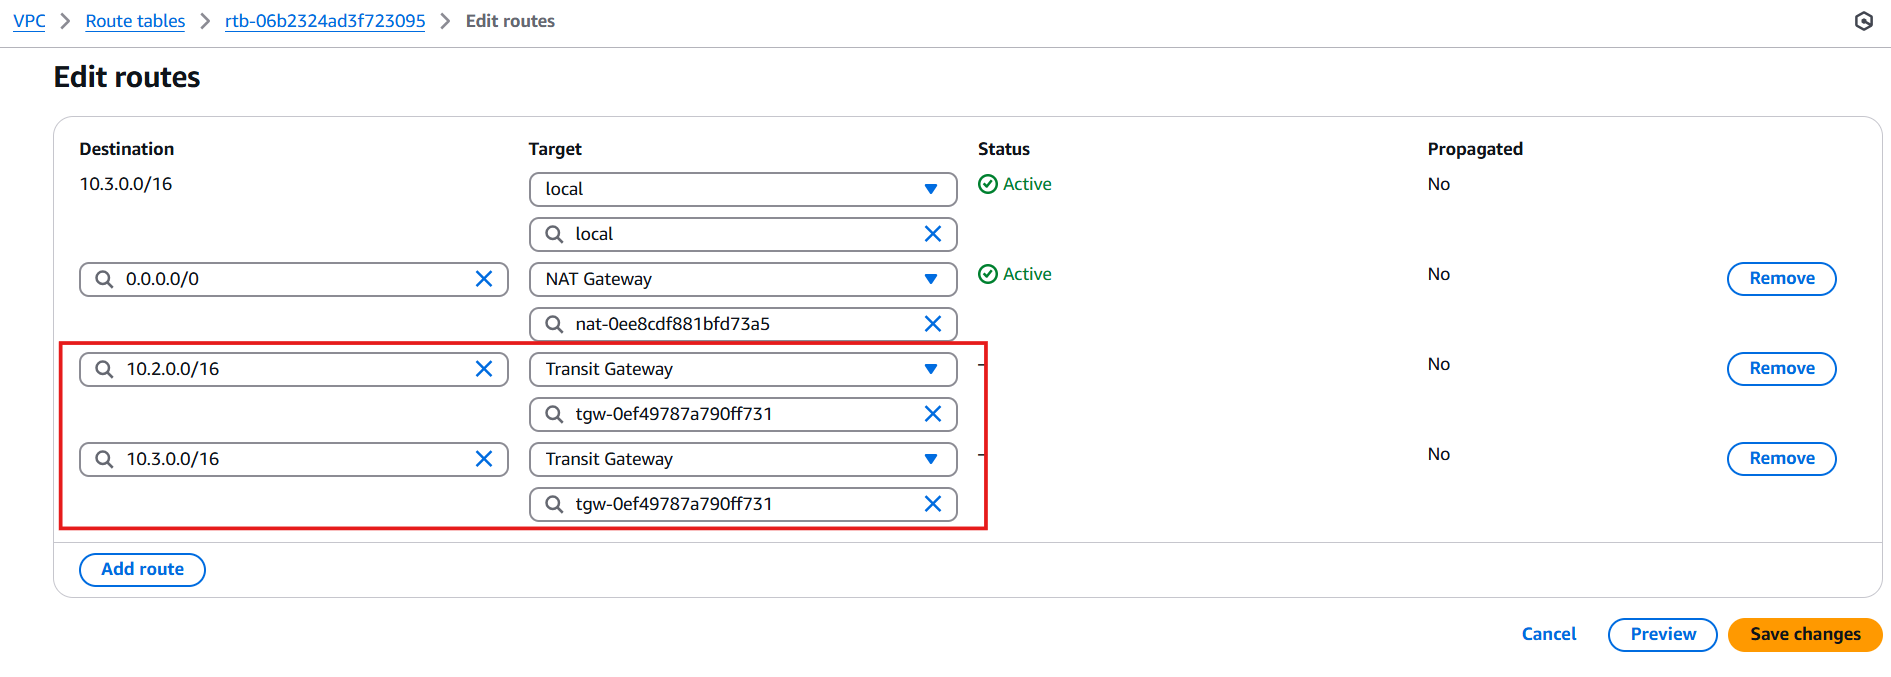 VPC > Route tables > rtb-06b2324ad3f723095 > Edit routes
Edit routes
Destination Target Status Propagated
10.3.0.0/16 local Active No
local
0.0.0.0/0 NAT Gateway Active No Remove
nat-0ee8cdf881bfd73a5
10.2.0.0/16 Transit Gateway - No Remove
tgw-0ef49787a790ff731
10.3.0.0/16 Transit Gateway - No Remove
tgw-0ef49787a790ff731
Add route
Cancel Preview Save changes